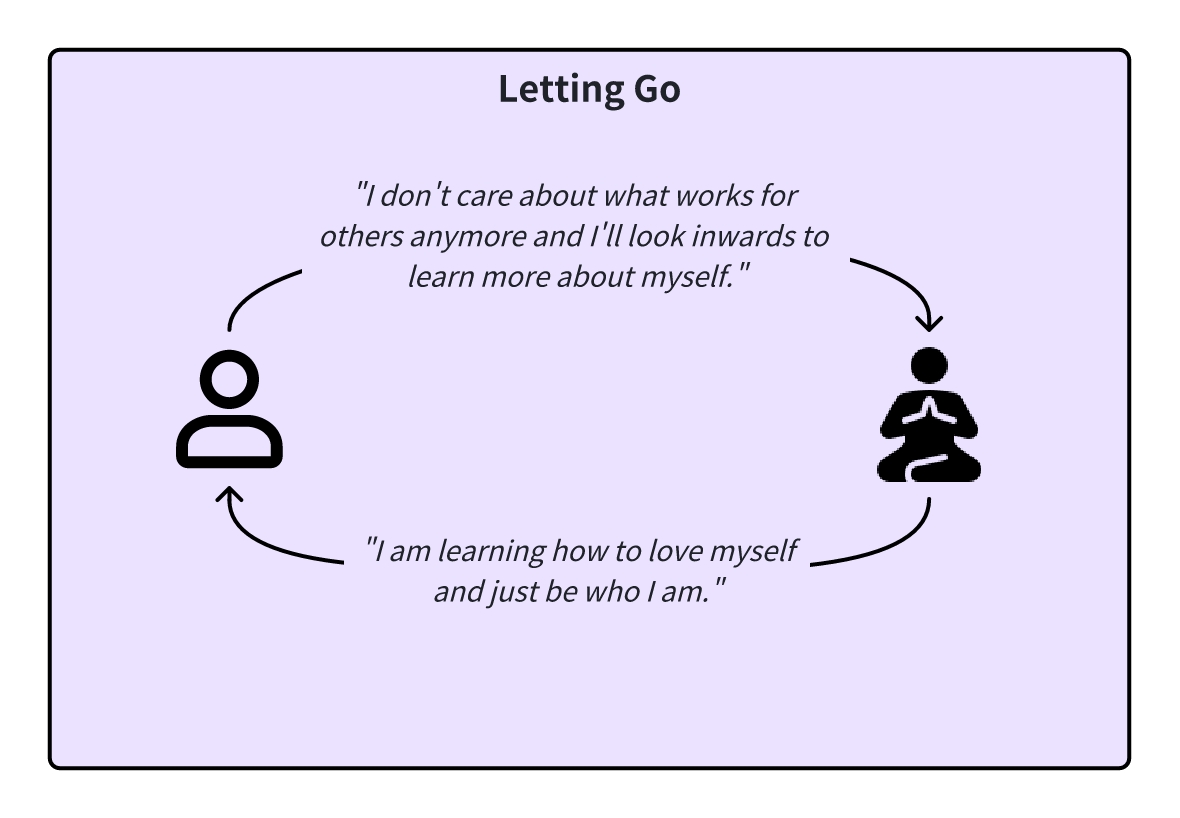 Letting Go
"I don't care about what works for
others anymore and I'll look inwards to
learn more about myself."
"I am learning how to love myself
and just be who I am."